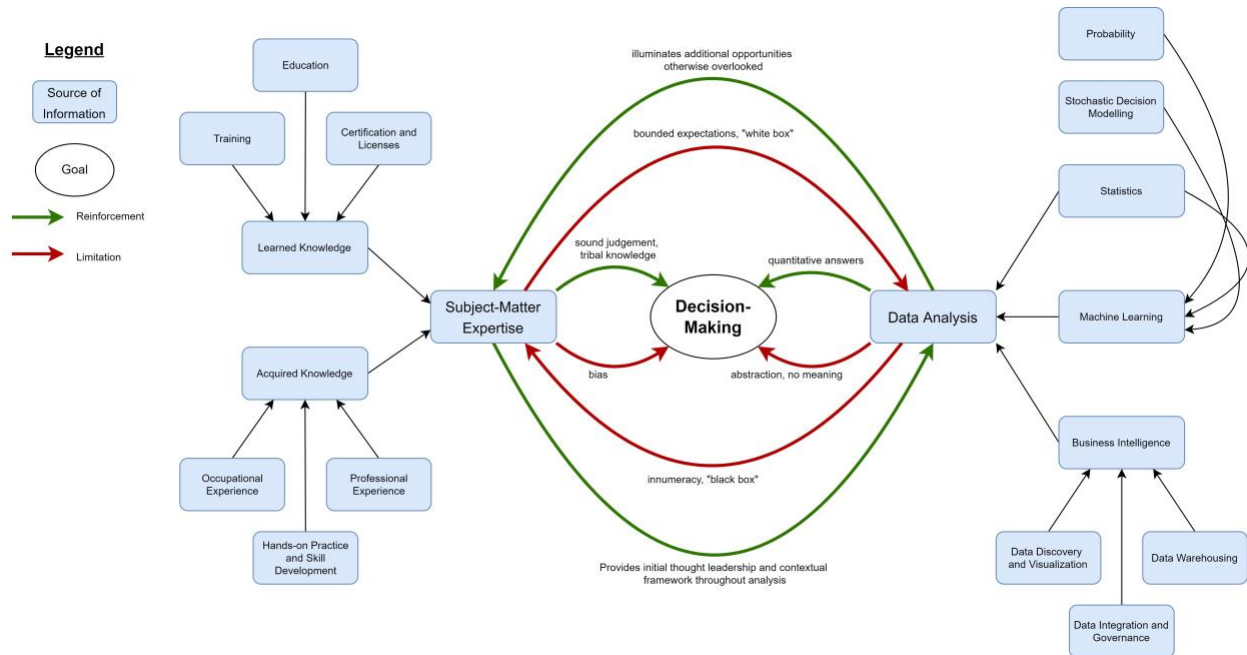 Legend
Source of
Information
Goal
Reinforcement
Limitation
Education
Training
Certification and
Licenses
Learned Knowledge
Acquired Knowledge
Occupational
Experience
Professional
Experience
Hands-on Practice
and Skill
Development
Subject-Matter
Expertise
illuminates additional opportunities
otherwise overlooked
bounded expectations, "white box"
sound judgement,
tribal knowledge
quantitative answers
Decision-
Making
bias
abstraction, no meaning
innumeracy, "black box"
Provides initial thought leadership and contextual
framework throughout analysis
Data Analysis
Probability
Stochastic Decision
Modelling
Statistics
Machine Learning
Business Intelligence
Data Discovery
and Visualization
Data Warehousing
Data Integration and
Governance